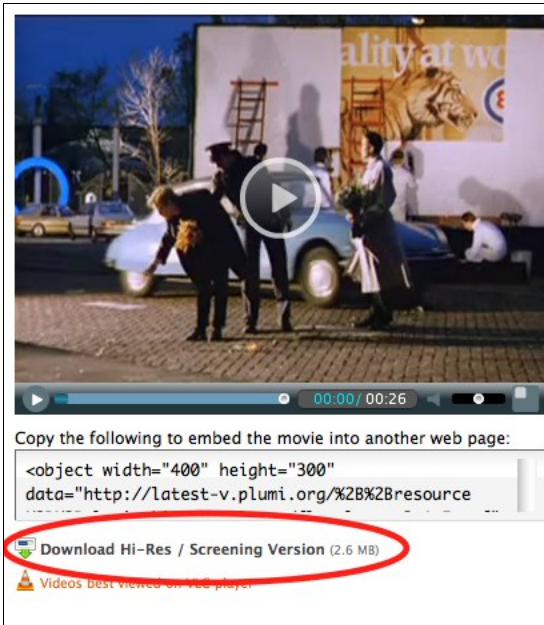 ality at wo
00:00/ 00:26
Copy the following to embed the movie into another web page:
<object width="400" height="300"
data="http://latest-v.plumi.org/%2B%2Bresource
Download Hi-Res / Screening Version (2.6 MB)
Videos best viewed on VLC player